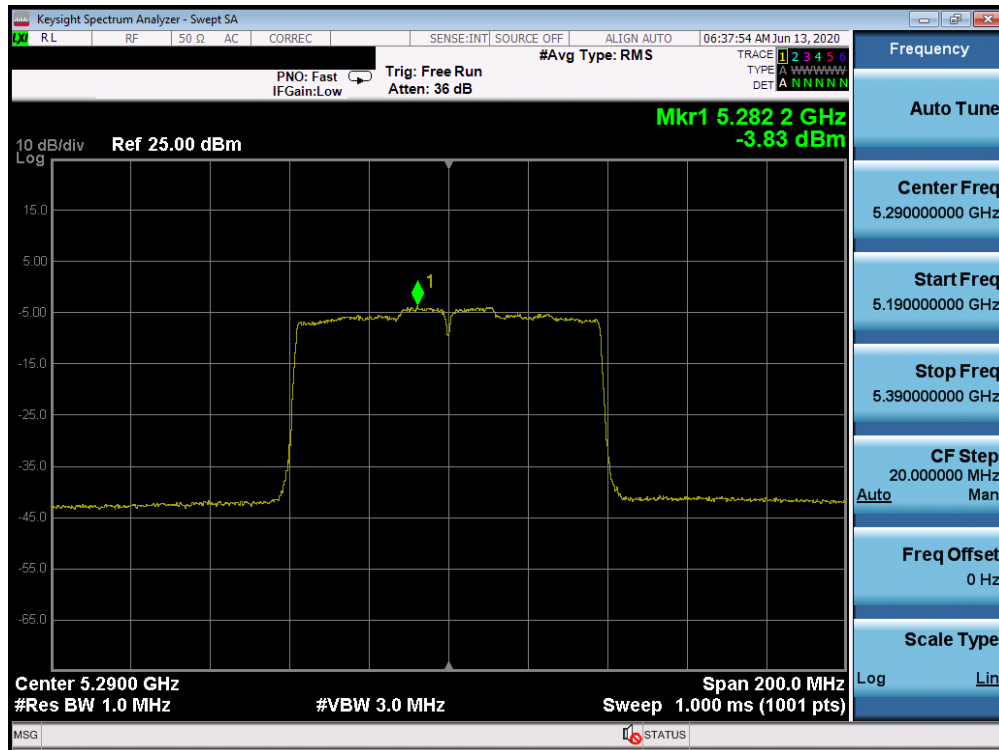 Keysight Spectrum Analyzer - Swept SA
LXI RL RF 50 Ω AC CORREC SENSE:INT SOURCE OFF ALIGN AUTO 06:37:54 AM Jun 13, 2020
#Avg Type: RMS
TRACE 1 2 3 4 5 6
TYPE A WWWWW
DET A N N N N N
PNO: Fast
IFGain:Low
Trig: Free Run
Atten: 36 dB
Mkr1 5.282 2 GHz
-3.83 dBm
10 dB/div
Log
Ref 25.00 dBm
15.0
5.00
-5.00
-15.0
-25.0
-35.0
-45.0
-55.0
-65.0
1
Center 5.2900 GHz
Span 200.0 MHz
#Res BW 1.0 MHz
#VBW 3.0 MHz
Sweep 1.000 ms (1001 pts)
MSG
STATUS
Frequency
Auto Tune
Center Freq
5.290000000 GHz
Start Freq
5.190000000 GHz
Stop Freq
5.390000000 GHz
CF Step
20.000000 MHz
Auto Man
Freq Offset
0 Hz
Scale Type
Log Lin